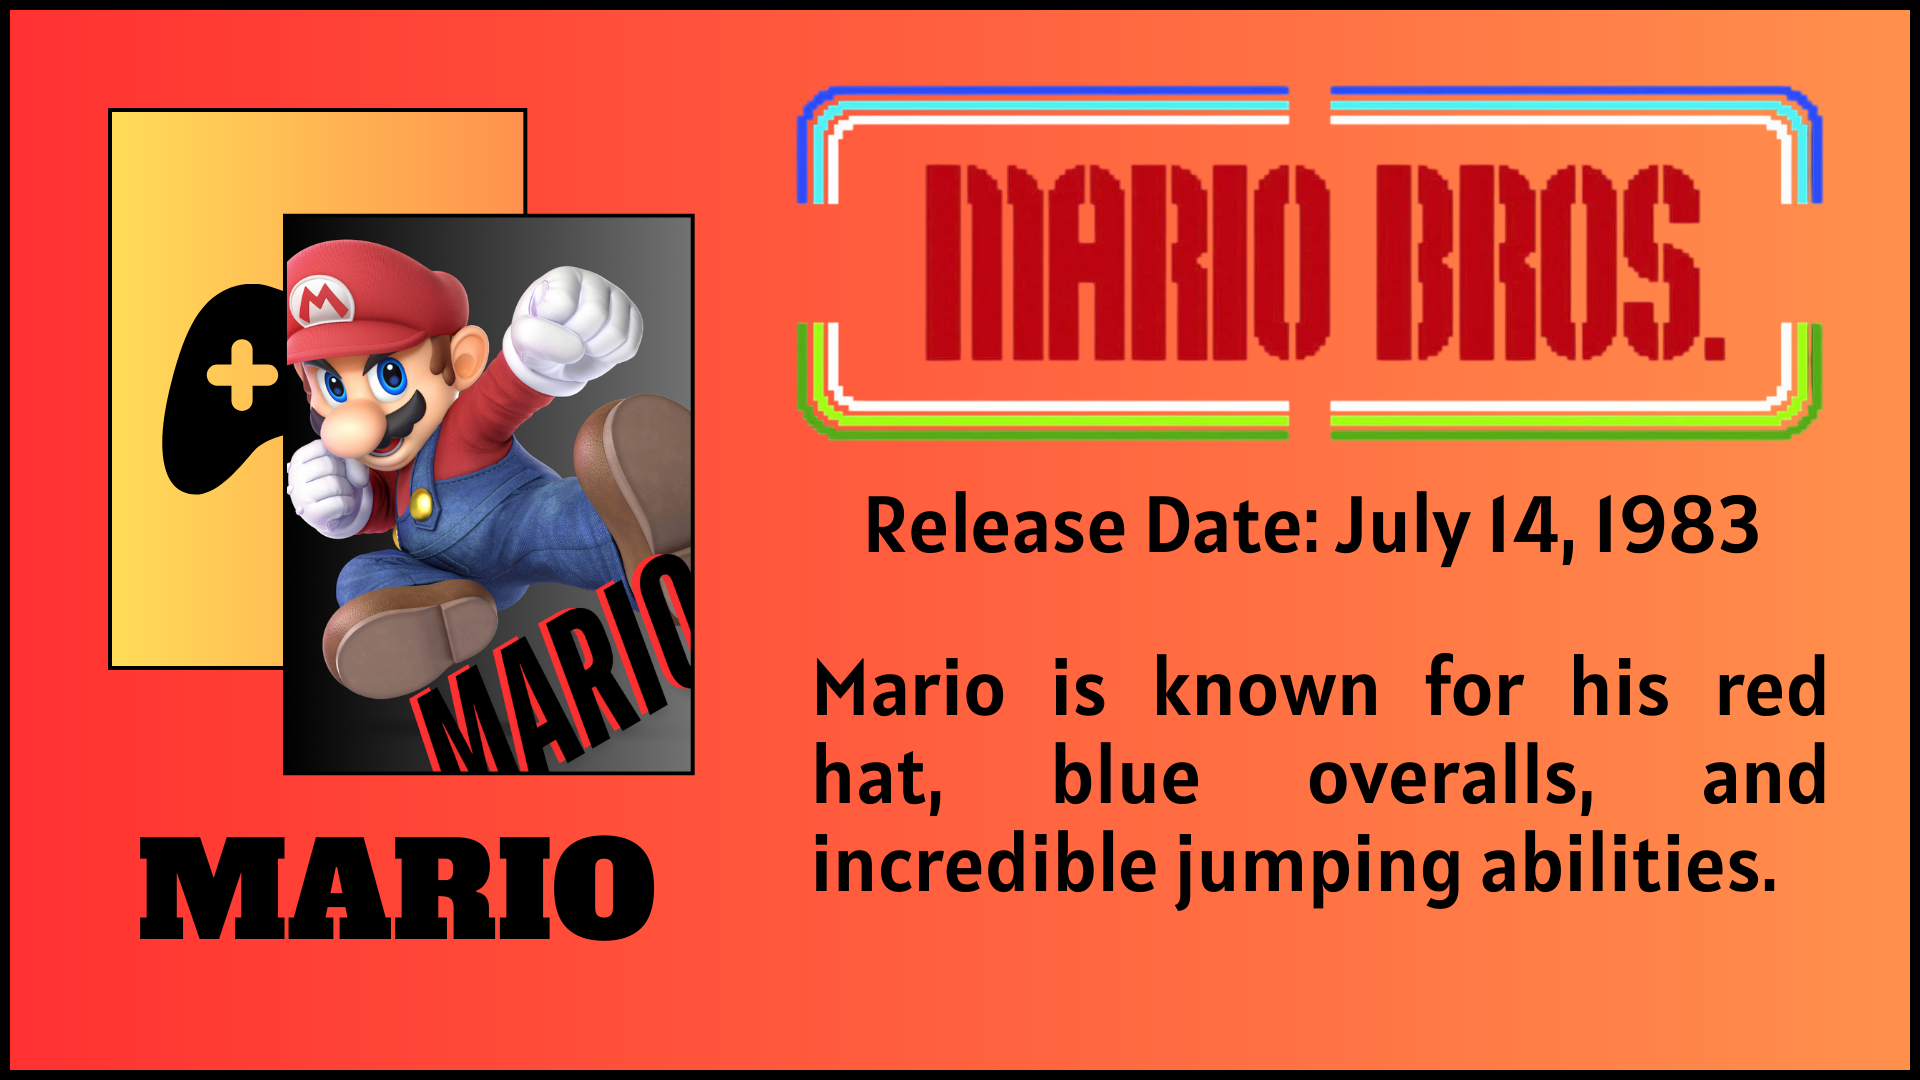 MARIO BROS.
M
MARIO
Release Date: July 14, 1983
Mario is known for his red
hat, blue overalls, and
incredible jumping abilities.
MARIO